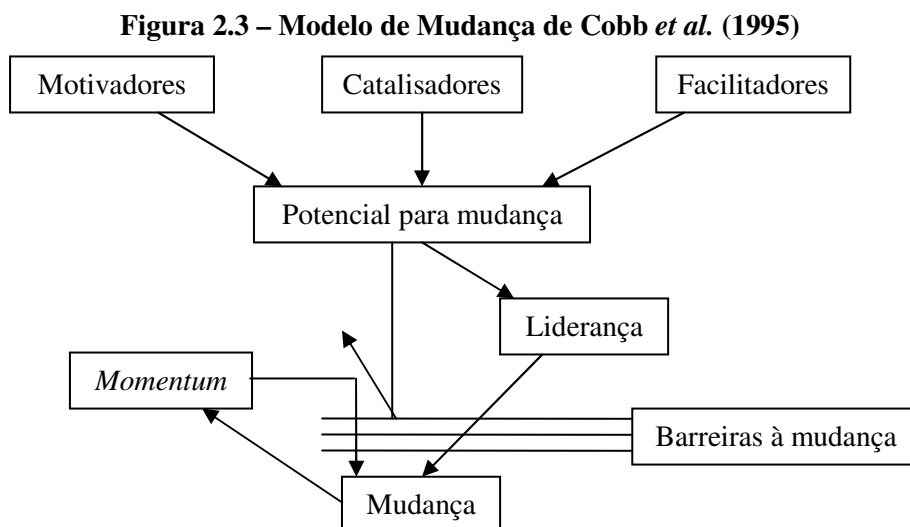 Figura 2.3 – Modelo de Mudança de Cobb et al. (1995)
Motivadores
Catalisadores
Facilitadores
Potencial para mudança
Liderança
Momentum
Barreiras à mudança
Mudança